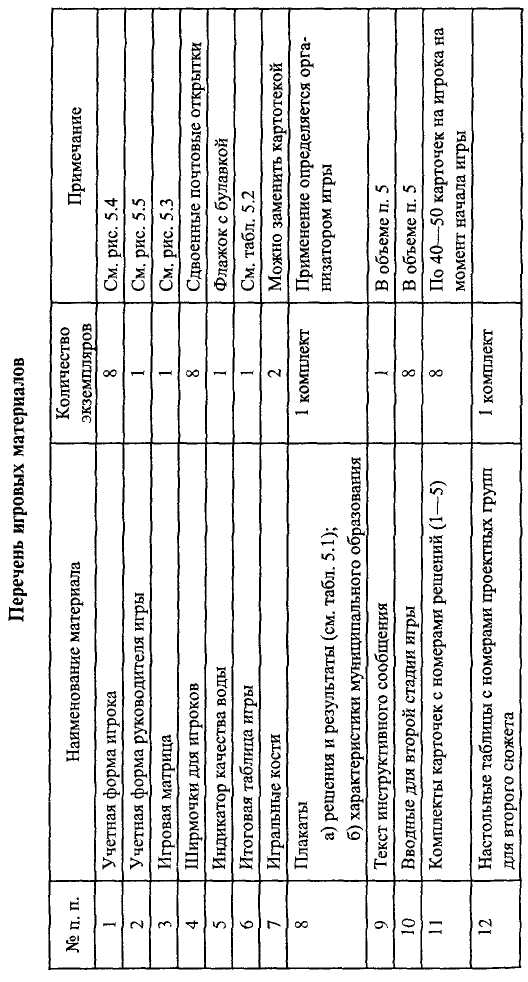 Перечень игровых материалов
№ п. п. Наименование материала Количество экземпляров Примечание
1 Учетная форма игрока 8 См. рис. 5.4
2 Учетная форма руководителя игры 1 См. рис. 5.5
3 Игровая матрица 1 См. рис. 5.3
4 Ширмочки для игроков 8 Сдвоенные почтовые открытки
5 Индикатор качества воды 1 Флажок с булавкой
6 Итоговая таблица игры 1 См. табл. 5.2
7 Игральные кости 2 Можно заменить картотекой
8 Плакаты 1 комплект Применение определяется орга-
а) решения и результаты (см. табл. 5.1); низатором игры
б) характеристики муниципального образования
9 Текст инструктивного сообщения 1 В объеме п. 5
10 Вводные для второй стадии игры 8 В объеме п. 5
11 Комплекты карточек с номерами решений (1—5) 8 По 40—50 карточек на игрока на
момент начала игры
12 Настольные таблицы с номерами проектных групп 1 комплект
для второго сюжета